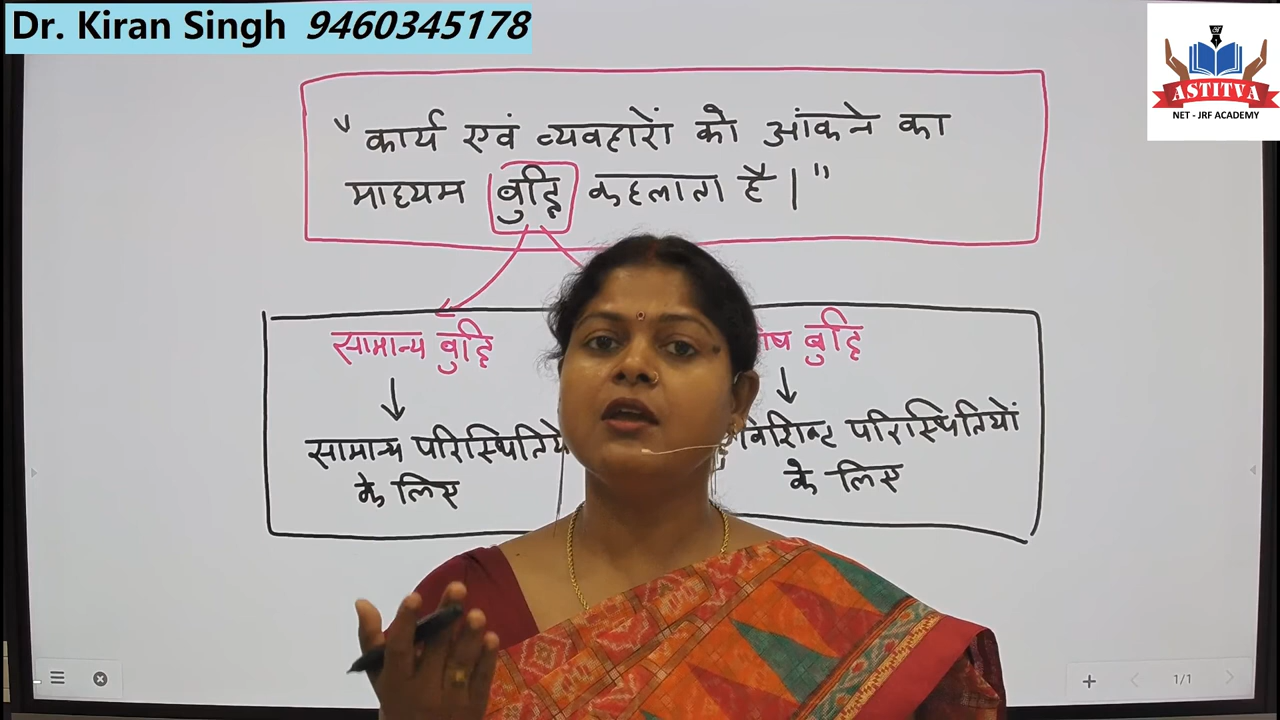 Dr. Kiran Singh 9460345178
ASTITVA
NET - JRF ACADEMY
" कार्य एवं व्यवहारों को आंकने का
माध्यम बुद्धि कहलाता है | "
सामान्य बुद्धि
बुद्धि
सामान्य परिस्थितियो
के लिए
विशिष्ट परिस्थितियों
के लिए
1/1